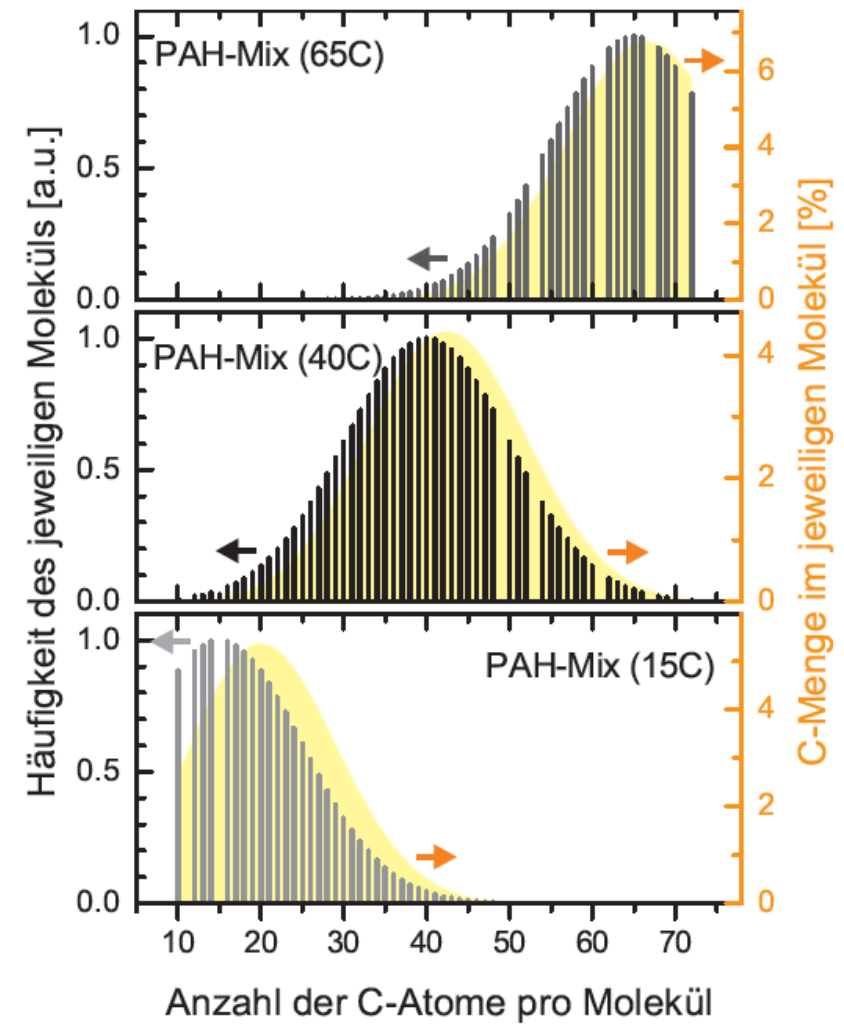 Häufigkeit des jeweiligen Moleküls [a.u.]
C-Menge im jeweiligen Molekül [%]
PAH-Mix (65C)
1.0
0.5
0.0
6
4
2
0
PAH-Mix (40C)
1.0
0.5
0.0
4
2
0
PAH-Mix (15C)
1.0
0.5
0.0
4
2
0
10 20 30 40 50 60 70
Anzahl der C-Atome pro Molekül